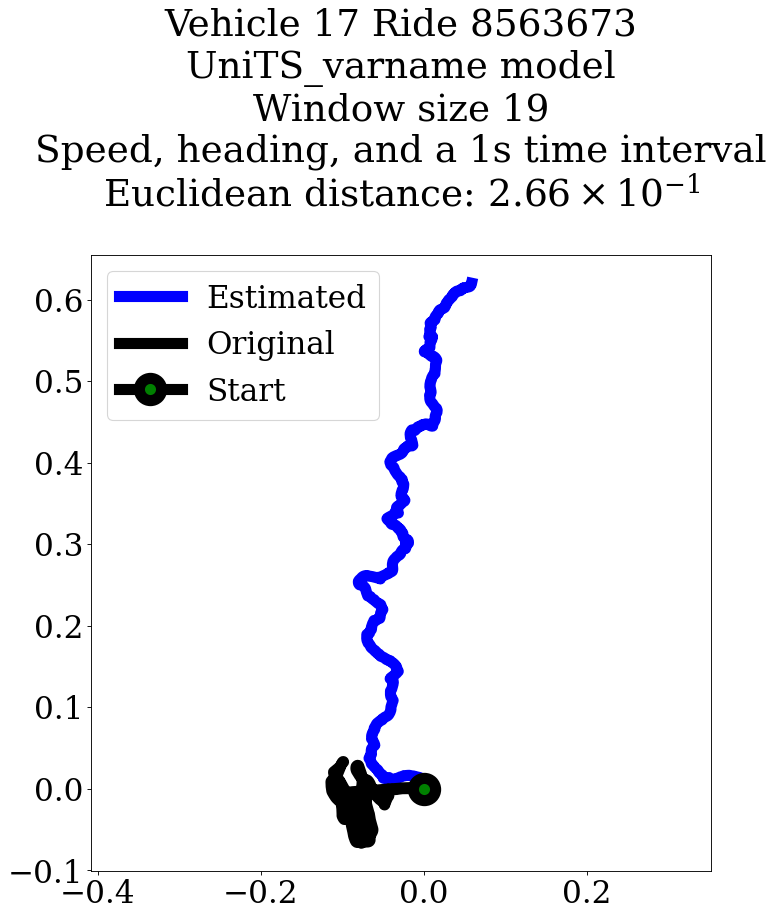 Vehicle 17 Ride 8563673
UniTS_varname model
Window size 19
Speed, heading, and a 1s time interval
Euclidean distance: 2.66 × 10⁻¹
Estimated
Original
Start
0.6
0.5
0.4
0.3
0.2
0.1
0.0
−0.1
−0.4 −0.2 0.0 0.2